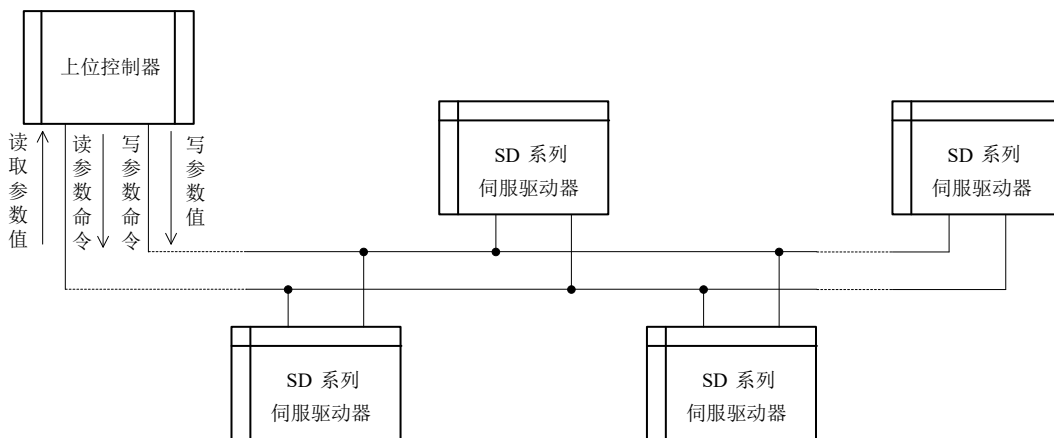 上位控制器
读取参数值
读参数命令
写参数命令
写参数值
SD 系列
伺服驱动器
SD 系列
伺服驱动器
SD 系列
伺服驱动器
SD 系列
伺服驱动器